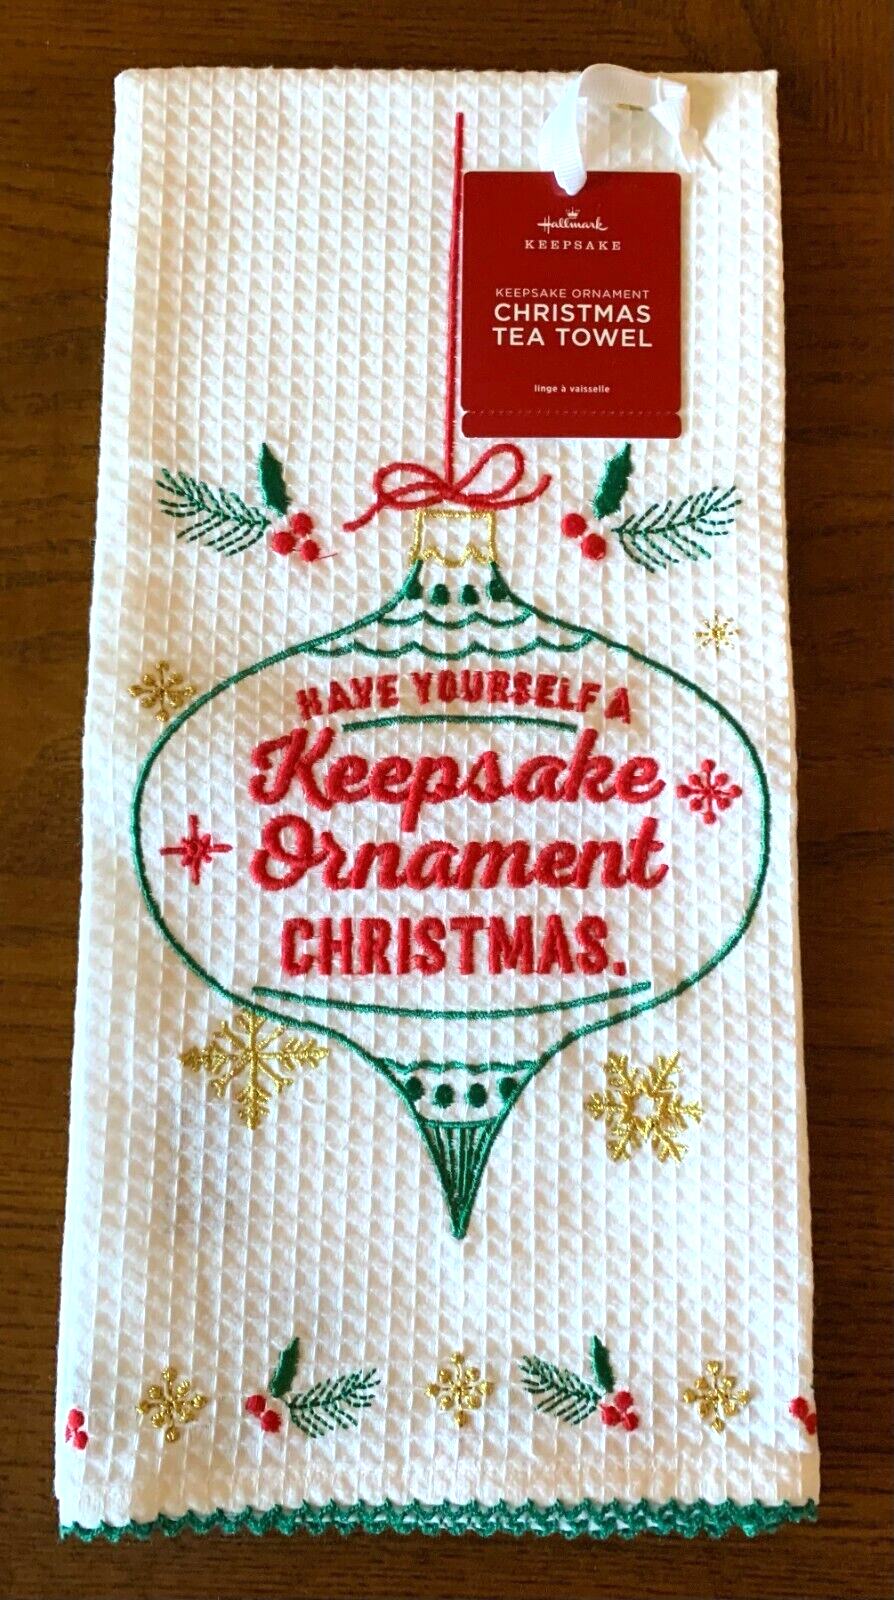 Hallmark
KEEPSAKE
KEEPSAKE ORNAMENT
CHRISTMAS
TEA TOWEL
linge à vaisselle
HAVE YOURSELF A
Keepsake
Ornament
CHRISTMAS.